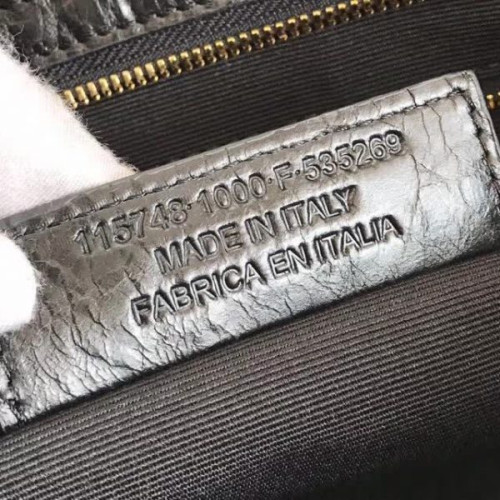 115748·1000·F·535269
MADE IN ITALY
FABRICA EN ITALIA